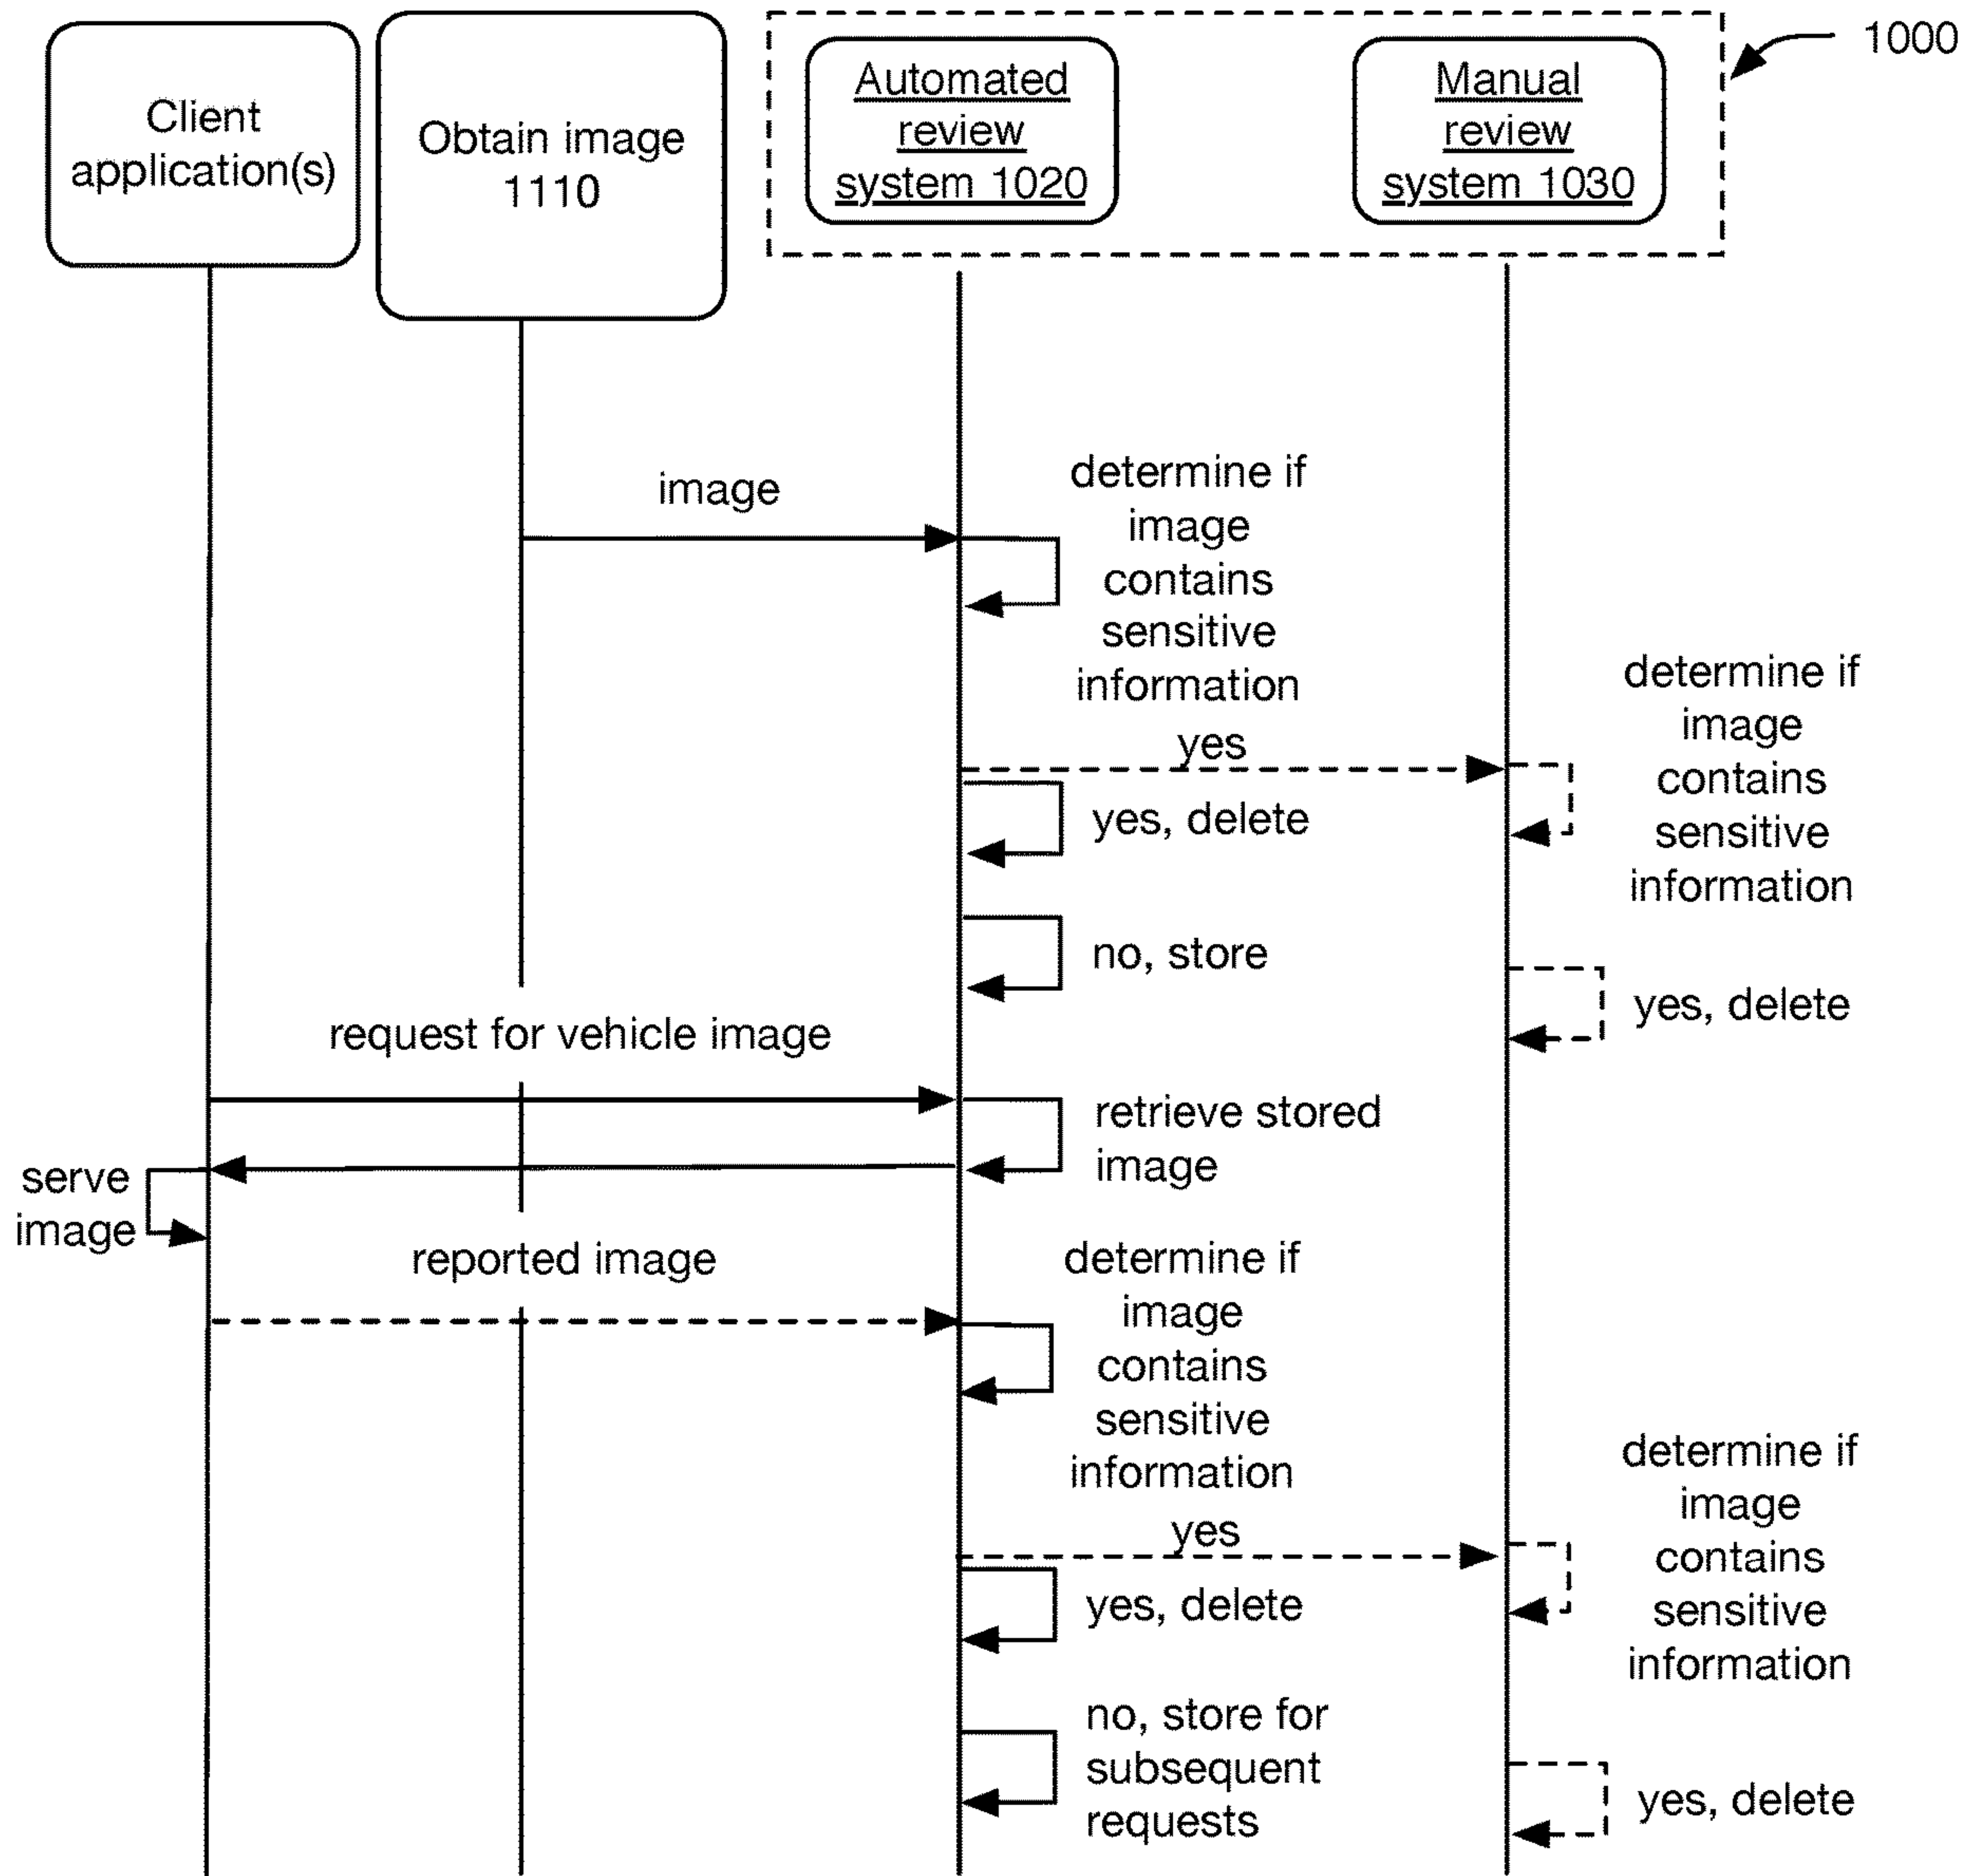 Client
application(s)
Obtain image
1110
Automated
review
system 1020
Manual
review
system 1030
1000
image
determine if
image
contains
sensitive
information
determine if
image
contains
sensitive
information
yes
yes, delete
no, store
yes, delete
request for vehicle image
retrieve stored
image
serve
image
reported image
determine if
image
contains
sensitive
information
determine if
image
contains
sensitive
information
yes
yes, delete
no, store for
subsequent
requests
yes, delete